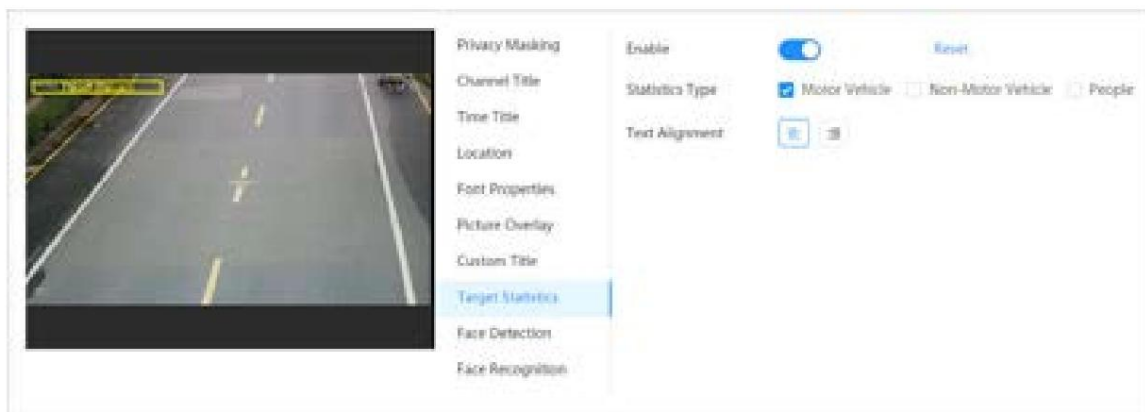 Privacy Masking
Channel Title
Time Title
Location
Font Properties
Picture Overlay
Custom Title
Target Statistics
Face Detection
Face Recognition
Enable
Reset
Statistics Type
Motor Vehicle
Non-Motor Vehicle
People
Text Alignment